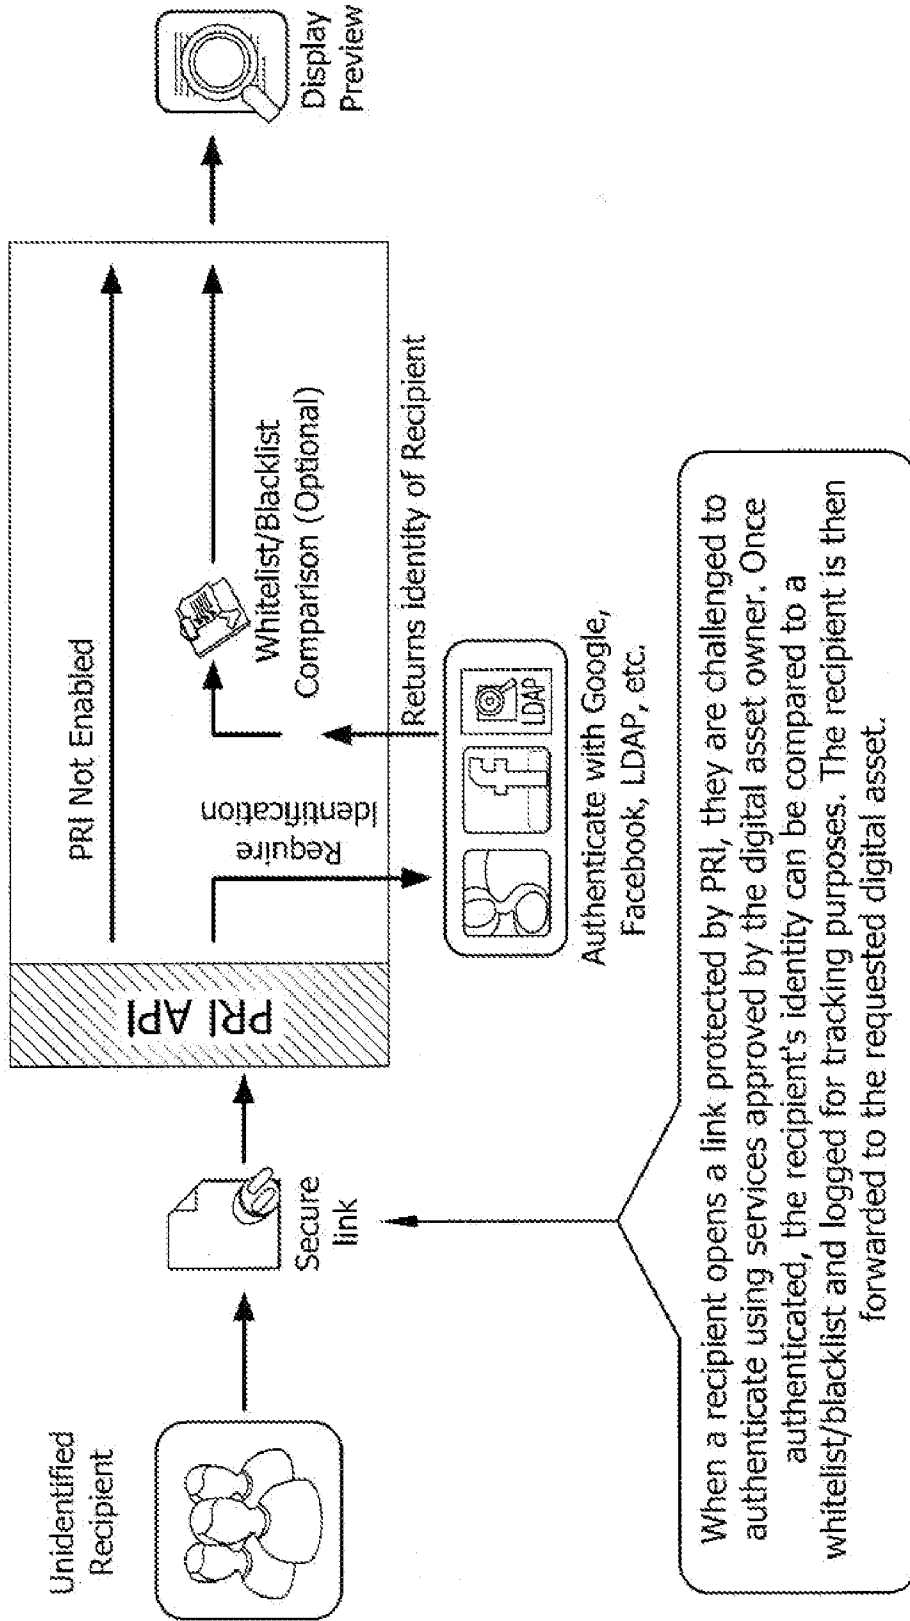 Unidentified
Recipient
Secure
link
PRI API
PRI Not Enabled
Require
Identification
Whitelist/Blacklist
Comparison (Optional)
Returns identity of Recipient
LDAP
Authenticate with Google,
Facebook, LDAP, etc.
Display
Preview
When a recipient opens a link protected by PRI, they are challenged to
authenticate using services approved by the digital asset owner. Once
authenticated, the recipient's identity can be compared to a
whitelist/blacklist and logged for tracking purposes. The recipient is then
forwarded to the requested digital asset.